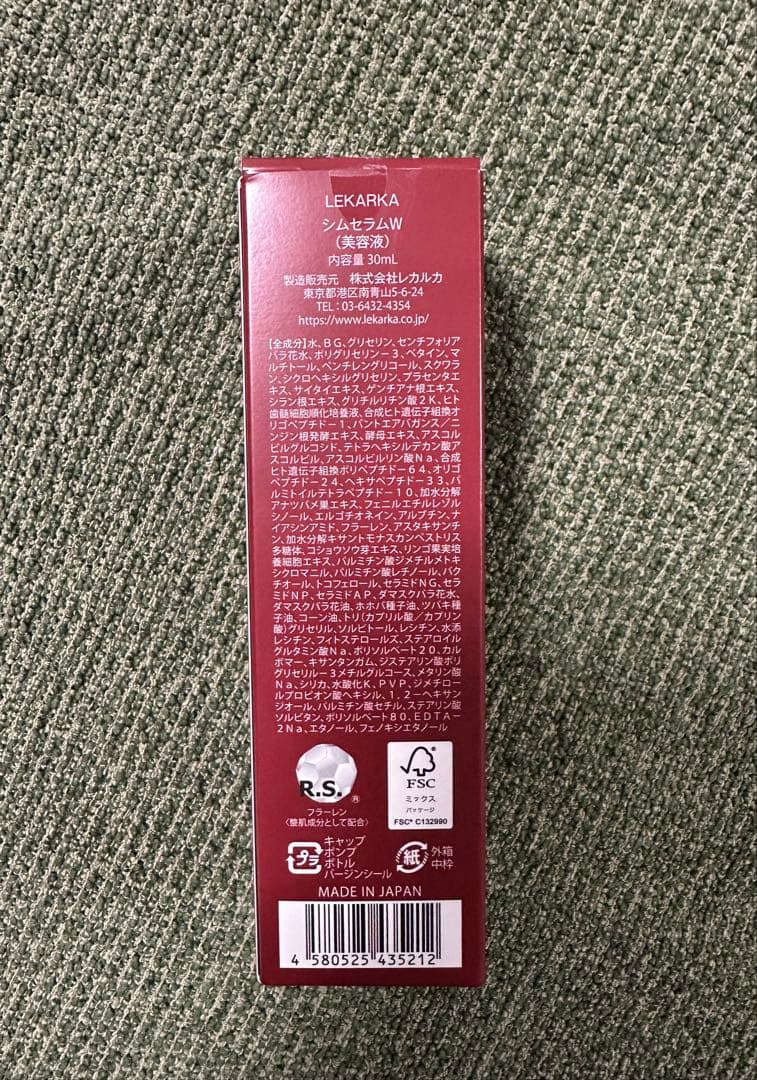 LEKARKA
シムセラムW
（美容液）
内容量 30mL
製造販売元　株式会社レカルカ
東京都港区南青山5-6-24
TEL：03-6432-4354
https://www.lekarka.co.jp/
【全成分】水、ＢＧ、グリセリン、センチフォリア
バラ花水、ポリグリセリン－３、ベタイン、マ
ルチトール、ペンチレングリコール、スクワラ
ン、シクロヘキシルグリセリン、プラセンタエ
キス、サイタイエキス、ゲンチアナ根エキス、
シラン根エキス、グリチルリチン酸２Ｋ、ヒト
歯髄細胞順化培養液、合成ヒト遺伝子組換オ
リゴペプチド－１、パントエアバガンス／ニ
ンジン根発酵エキス、酵母エキス、アスコル
ビルグルコシド、テトラヘキシルデカン酸ア
スコルビル、アスコルビルリン酸Ｎａ、合成
ヒト遺伝子組換ポリペプチド－６４、オリゴ
ペプチド－２４、ヘキサペプチド－３３、パ
ルミトイルテトラペプチド－１０、加水分解
アナツバメ巣エキス、フェニルエチルレゾル
シノール、エルゴチオネイン、アルブチン、ナ
イアシンアミド、フラーレン、アスタキサンチ
ン、加水分解キサントモナスカンペストリス
多糖体、コショウソウ芽エキス、リンゴ果実培
養細胞エキス、パルミチン酸ジメチルメトキ
シクロマニル、パルミチン酸レチノール、バク
チオール、トコフェロール、セラミドＮＧ、セラ
ミドＮＰ、セラミドＡＰ、ダマスクバラ花水、
ダマスクバラ花油、ホホバ種子油、ツバキ種
子油、コーン油、トリ（カプリル酸／カプリン
酸）グリセリル、ソルビトール、レシチン、水添
レシチン、フィトステロールズ、ステアロイル
グルタミン酸Ｎａ、ポリソルベート２０、カル
ボマー、キサンタンガム、ジステアリン酸ポリ
グリセリル－３メチルグルコース、メタリン酸
Ｎａ、シリカ、水酸化Ｋ、ＰＶＰ、ジメチロー
ルプロピオン酸ヘキシル、１，２－ヘキサン
ジオール、パルミチン酸セチル、ステアリン酸
ソルビタン、ポリソルベート８０、ＥＤＴＡ－
２Ｎａ、エタノール、フェノキシエタノール
R.S.®
フラーレン
〈整肌成分として配合〉
FSC
ミックス
パッケージ
FSC® C132990
プラ
キャップ
ポンプ
ボトル
バージンシール
紙
外箱
中枠
MADE IN JAPAN
4 580525 435212